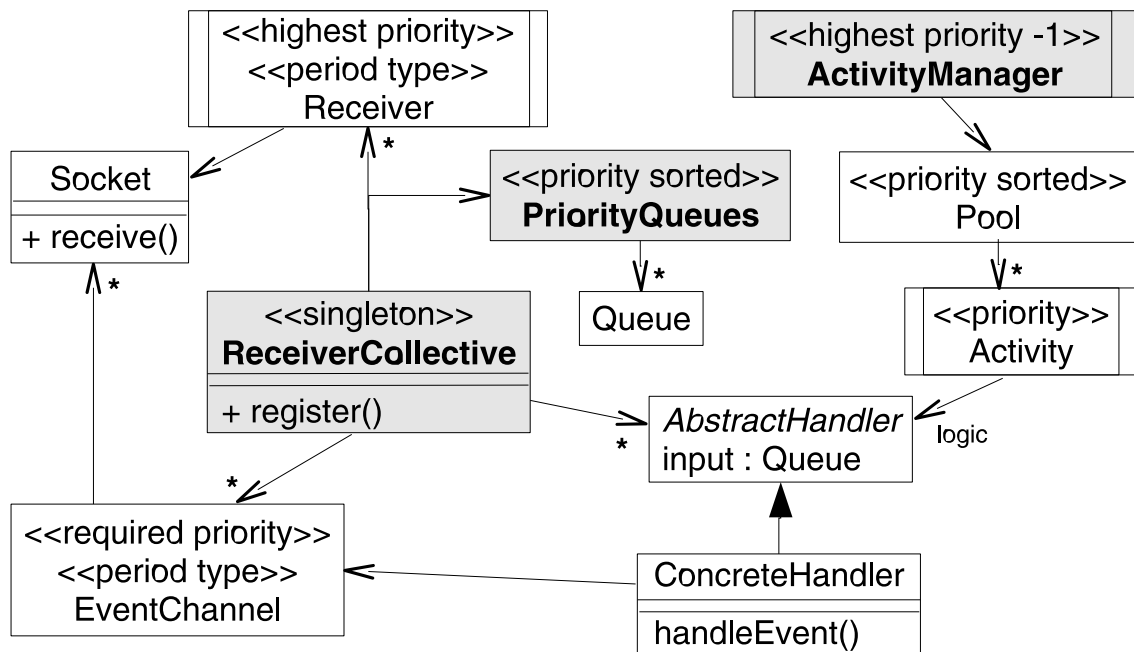 <<highest priority>>
<<period type>>
Receiver
<<highest priority -1>>
ActivityManager
*
Socket
+ receive()
*
<<priority sorted>>
PriorityQueues
*
Queue
<<priority sorted>>
Pool
*
<<priority>>
Activity
<<singleton>>
ReceiverCollective
+ register()
*
AbstractHandler
input : Queue
logic
*
<<required priority>>
<<period type>>
EventChannel
ConcreteHandler
handleEvent()